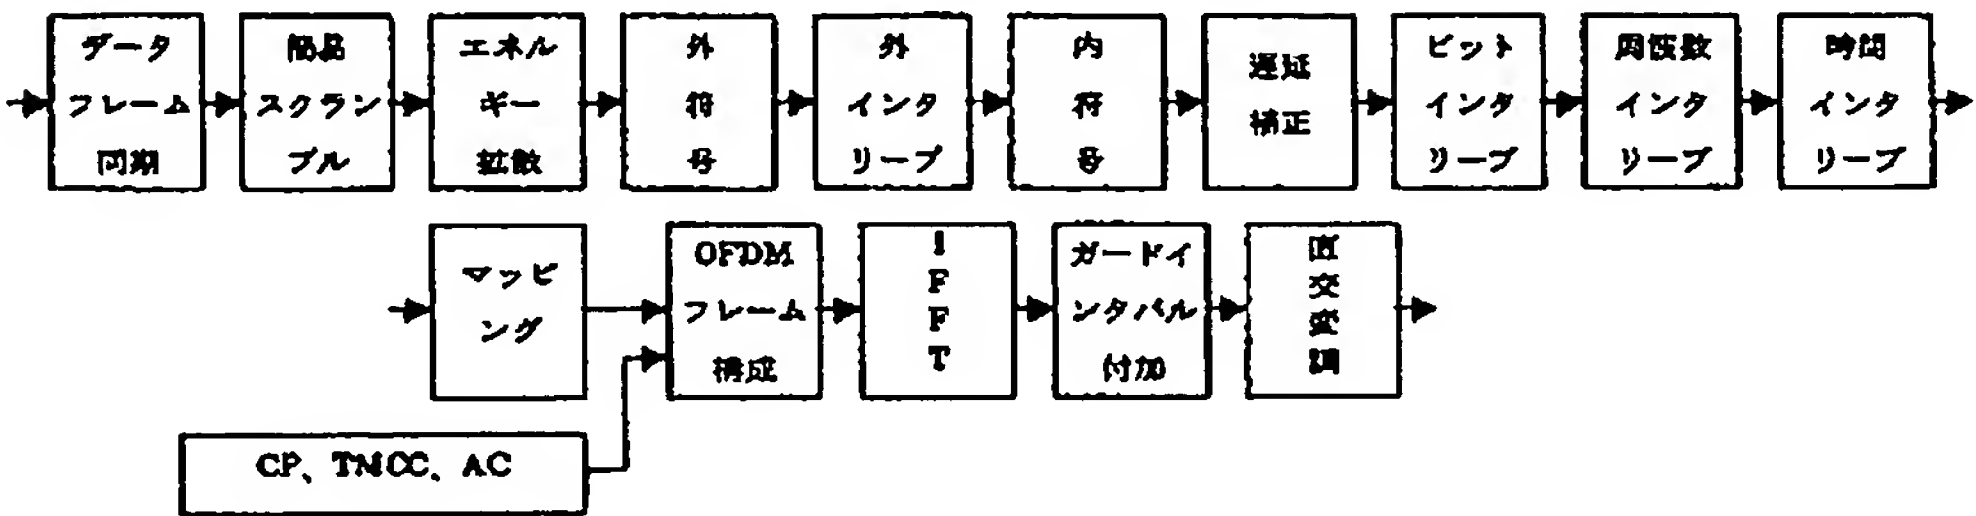 データ
フレーム
同期
簡易
スクラン
ブル
エネル
ギー
拡散
外
符
号
外
インタ
リーブ
内
符
号
遅延
補正
ビット
インタ
リーブ
周波数
インタ
リーブ
時間
インタ
リーブ
マッピ
ング
OFDM
フレーム
構成
I
F
F
T
ガードイ
ンタバル
付加
直
交
変
調
CP、TMCC、AC